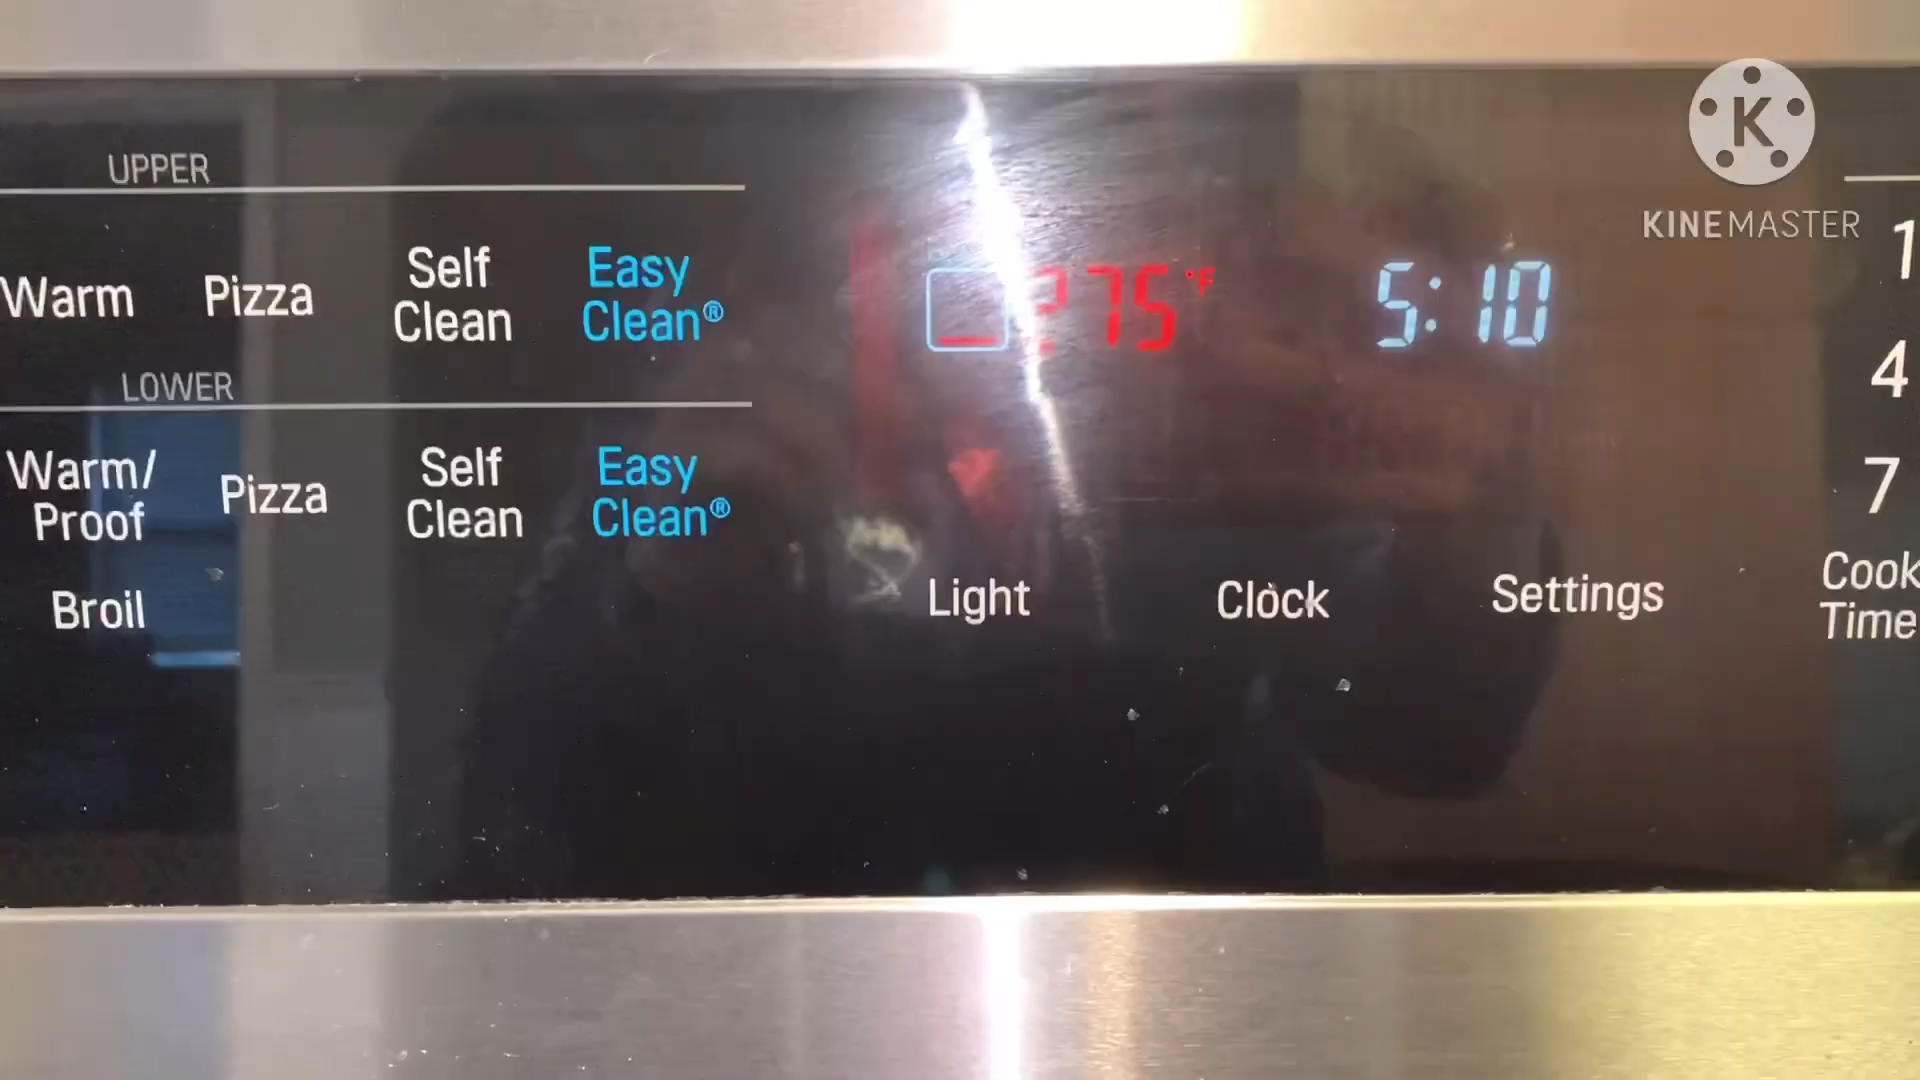 UPPER
Warm Pizza Self Clean Easy Clean®
LOWER
Warm/ Proof Pizza Self Clean Easy Clean®
Broil
275°F 5:10
Light Clock Settings
1
4
7
Cook Time
K
KINEMASTER